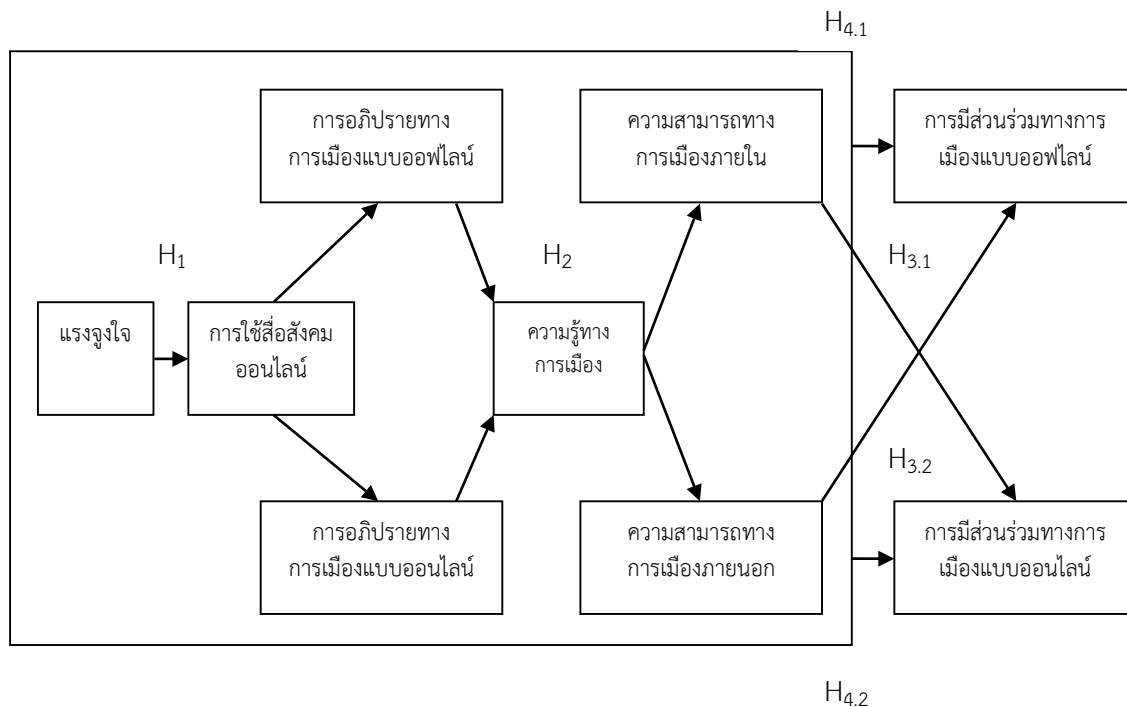 H4.1
การอภิปรายทาง
การเมืองแบบออฟไลน์
ความสามารถทาง
การเมืองภายใน
การมีส่วนร่วมทางการ
เมืองแบบออฟไลน์
H1
H2
H3.1
แรงจูงใจ
การใช้สื่อสังคม
ออนไลน์
ความรู้ทาง
การเมือง
H3.2
การอภิปรายทาง
การเมืองแบบออนไลน์
ความสามารถทาง
การเมืองภายนอก
การมีส่วนร่วมทางการ
เมืองแบบออนไลน์
H4.2